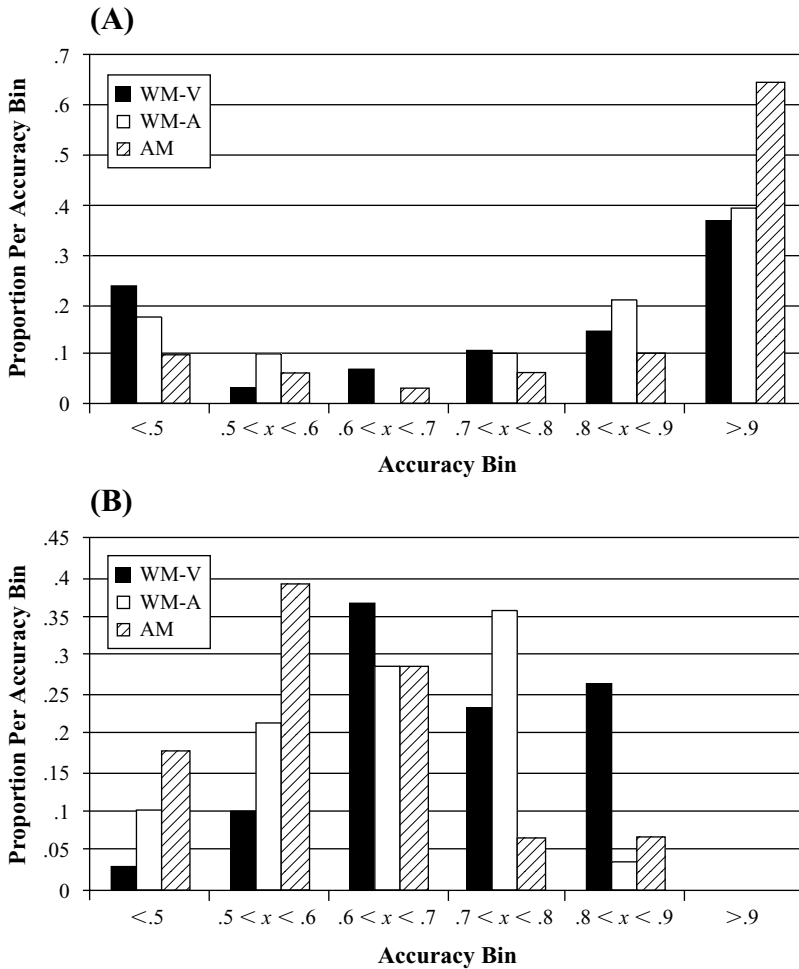 (A)
Proportion Per Accuracy Bin
.7
.6
.5
.4
.3
.2
.1
0
WM-V
WM-A
AM
<.5
.5 < x < .6
.6 < x < .7
.7 < x < .8
.8 < x < .9
>.9
Accuracy Bin
(B)
Proportion Per Accuracy Bin
.45
.4
.35
.3
.25
.2
.15
.1
.05
0
WM-V
WM-A
AM
<.5
.5 < x < .6
.6 < x < .7
.7 < x < .8
.8 < x < .9
>.9
Accuracy Bin